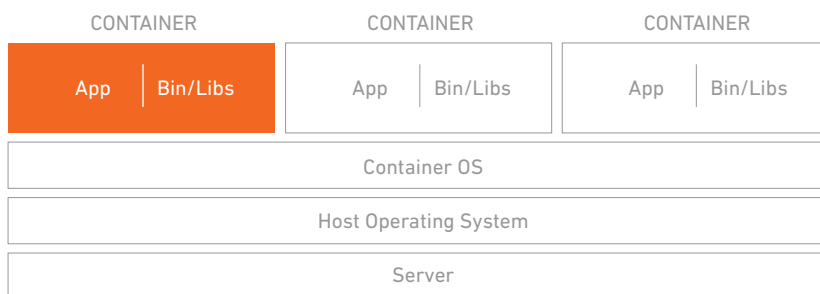 CONTAINER CONTAINER CONTAINER
App Bin/Libs App Bin/Libs App Bin/Libs
Container OS
Host Operating System
Server